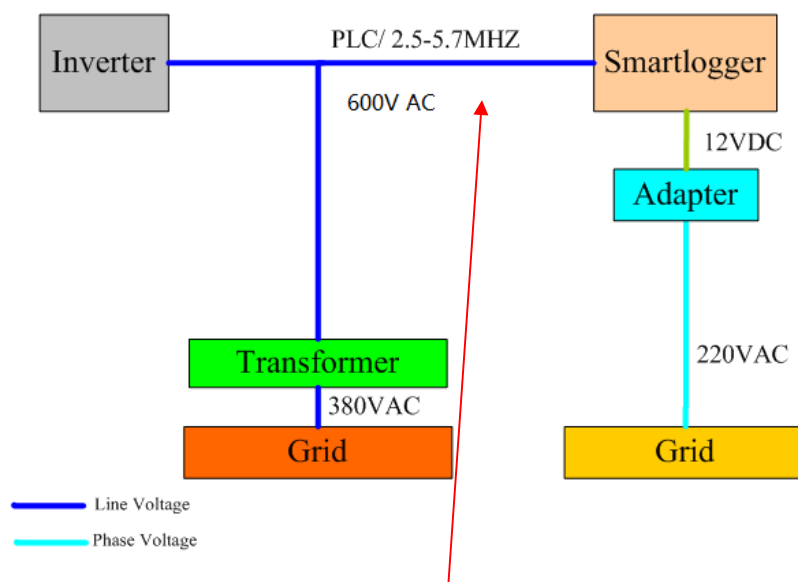 PLC/ 2.5-5.7MHZ
Inverter
Smartlogger
600V AC
12VDC
Adapter
Transformer
220VAC
380VAC
Grid
Grid
Line Voltage
Phase Voltage